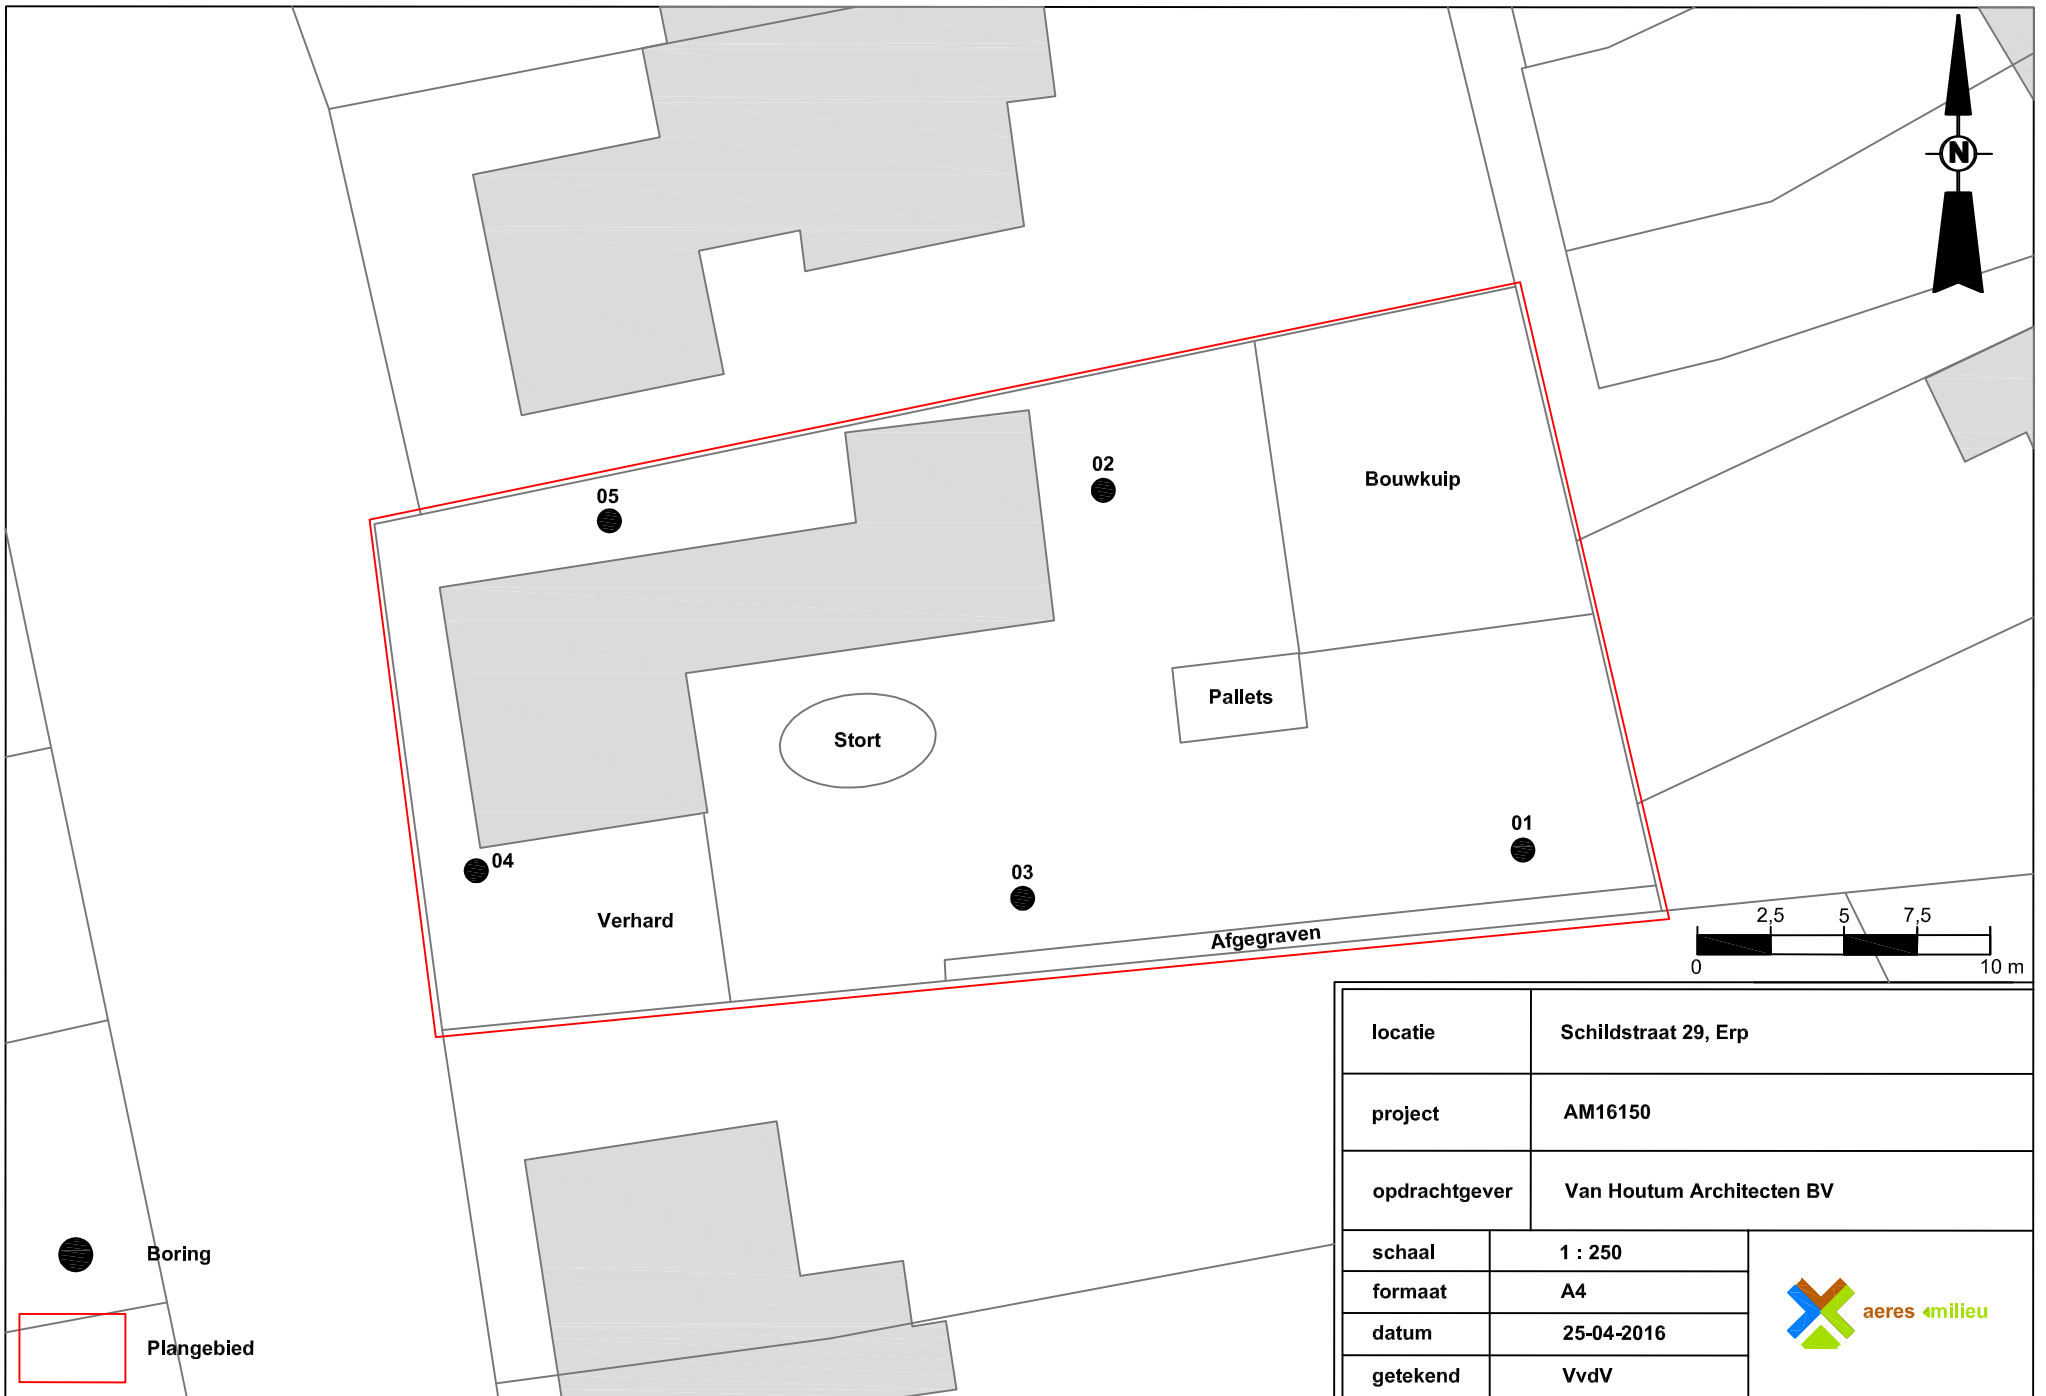 N
02
05
Bouwkuip
Pallets
Stort
01
04
03
Verhard
Afgegraven
2,5 5 7,5
0 10 m
locatie Schildstraat 29, Erp
project AM16150
opdrachtgever Van Houtum Architecten BV
schaal 1 : 250
formaat A4
datum 25-04-2016
getekend VvdV
aeres milieu
Boring
Plangebied